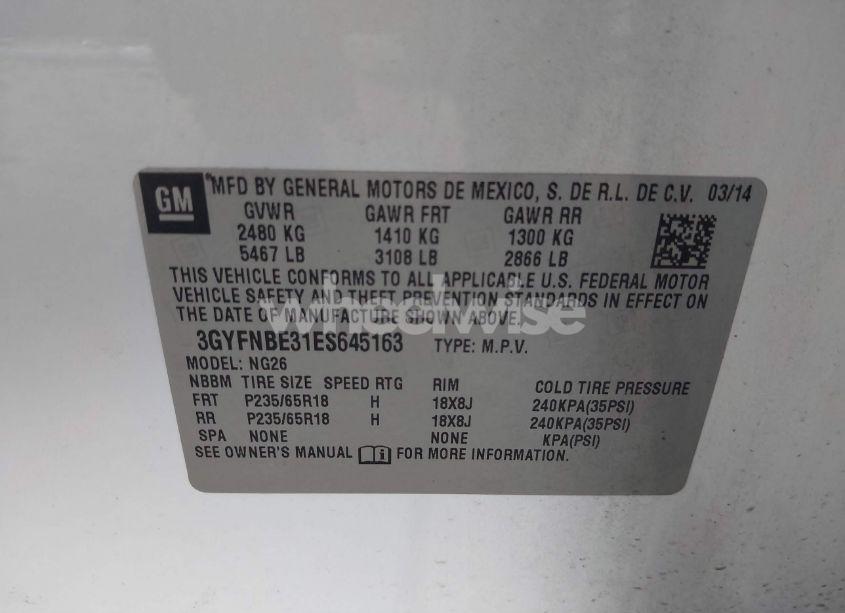 GM
MFD BY GENERAL MOTORS DE MEXICO, S. DE R.L. DE C.V. 03/14
GVWR GAWR FRT GAWR RR
2480 KG 1410 KG 1300 KG
5467 LB 3108 LB 2866 LB
THIS VEHICLE CONFORMS TO ALL APPLICABLE U.S. FEDERAL MOTOR
VEHICLE SAFETY AND THEFT PREVENTION STANDARDS IN EFFECT ON
THE DATE OF MANUFACTURE SHOWN ABOVE.
wheelwise
3GYFNBE31ES645163 TYPE: M.P.V.
MODEL: NG26
NBBM TIRE SIZE SPEED RTG RIM COLD TIRE PRESSURE
FRT P235/65R18 H 18X8J 240KPA(35PSI)
RR P235/65R18 H 18X8J 240KPA(35PSI)
SPA NONE NONE KPA(PSI)
SEE OWNER'S MANUAL i FOR MORE INFORMATION.